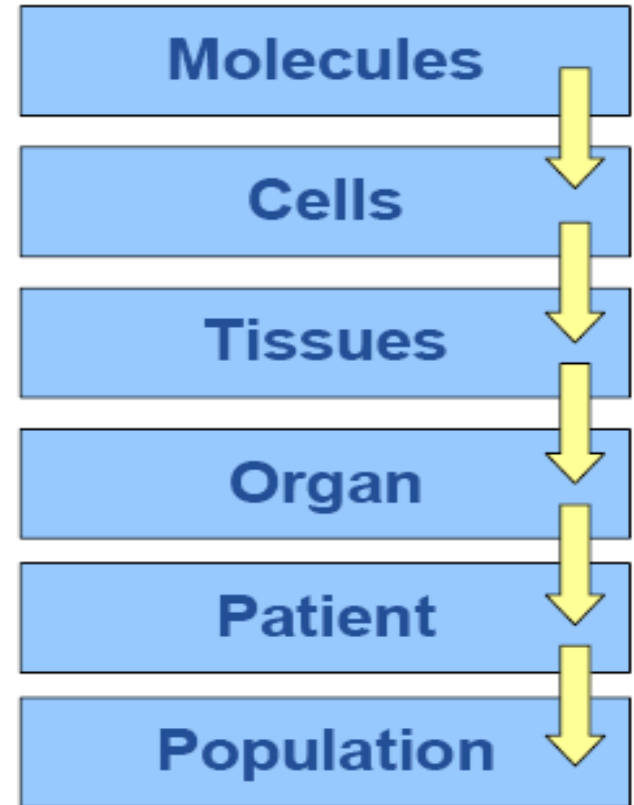 Molecules
Cells
Tissues
Organ
Patient
Population